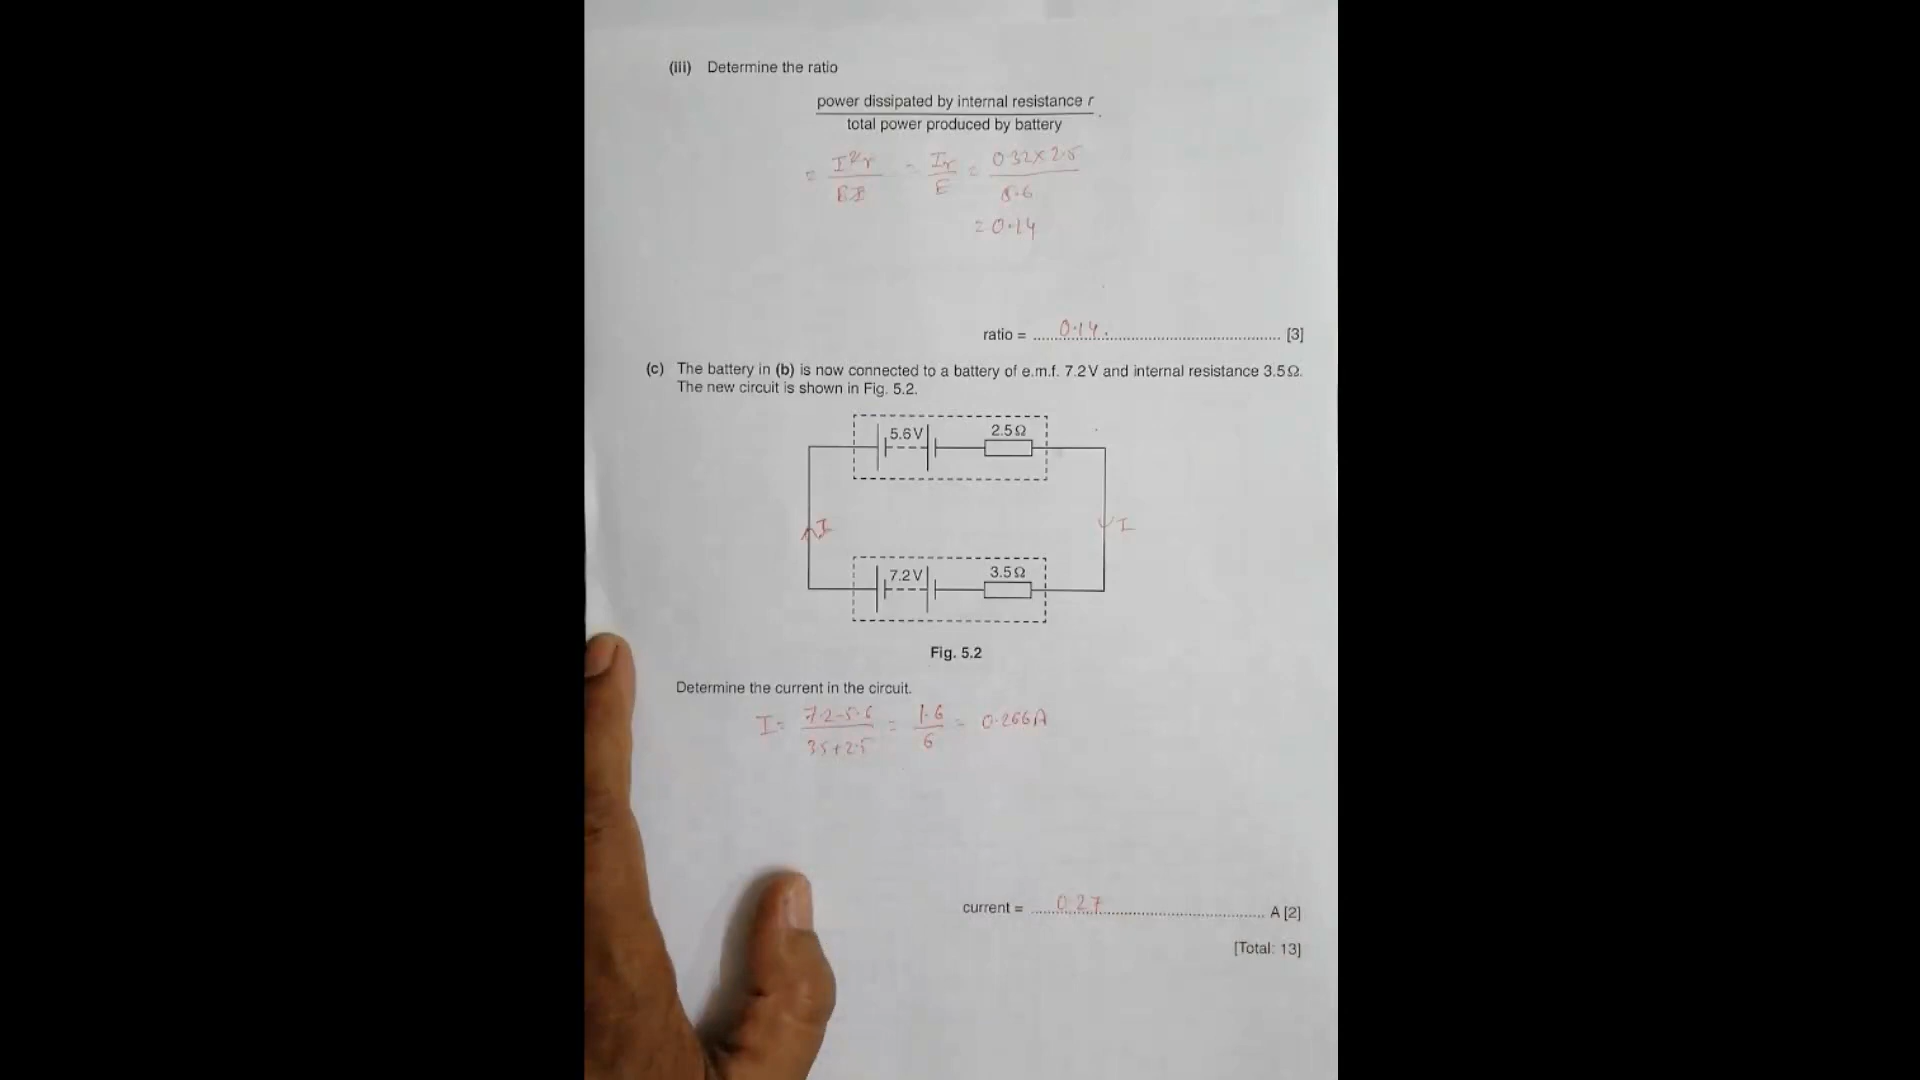 (iii) Determine the ratio
power dissipated by internal resistance r
total power produced by battery
= I²r / EI = Ir / E = 0.32 × 2.5 / 5.6
= 0.14
ratio = 0.14. [3]
(c) The battery in (b) is now connected to a battery of e.m.f. 7.2 V and internal resistance 3.5 Ω.
The new circuit is shown in Fig. 5.2.
5.6 V 2.5 Ω
I I
7.2 V 3.5 Ω
Fig. 5.2
Determine the current in the circuit.
I = 7.2-5.6 / 3.5+2.5 = 1.6 / 6 = 0.266A
current = 0.27 A [2]
[Total: 13]